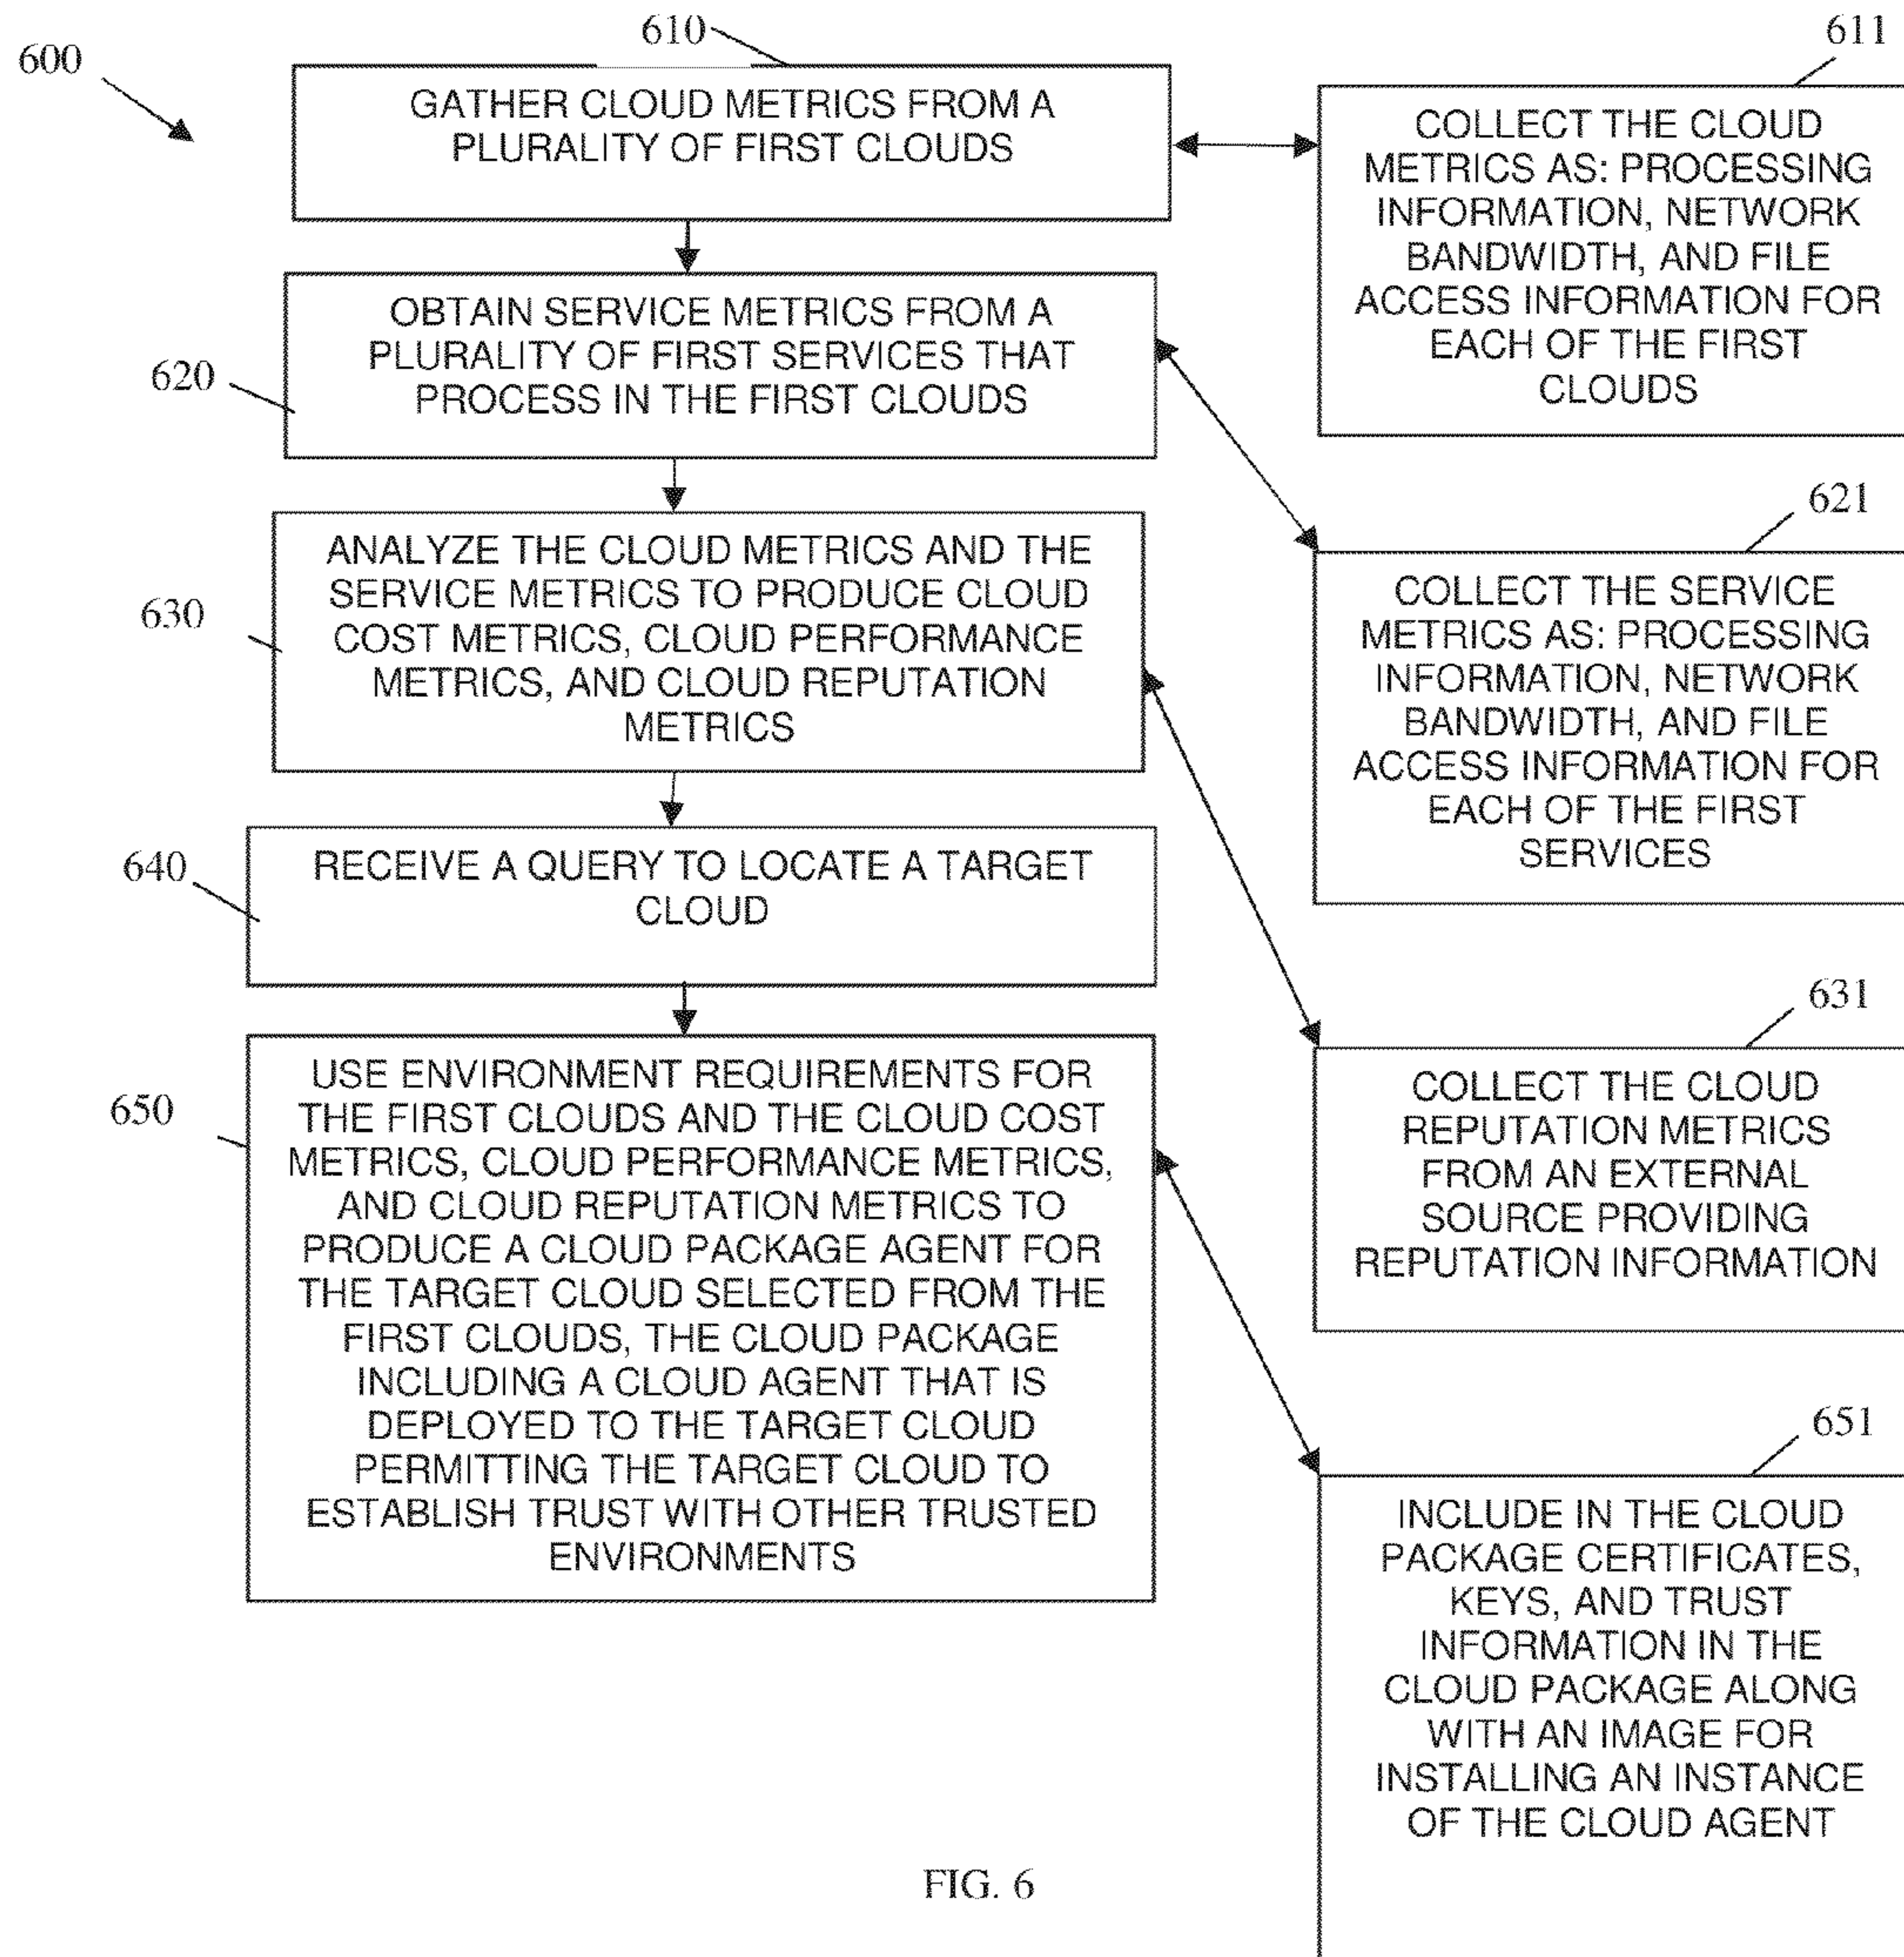 600
610
GATHER CLOUD METRICS FROM A
PLURALITY OF FIRST CLOUDS
611
COLLECT THE CLOUD
METRICS AS: PROCESSING
INFORMATION, NETWORK
BANDWIDTH, AND FILE
ACCESS INFORMATION FOR
EACH OF THE FIRST
CLOUDS
620
OBTAIN SERVICE METRICS FROM A
PLURALITY OF FIRST SERVICES THAT
PROCESS IN THE FIRST CLOUDS
621
COLLECT THE SERVICE
METRICS AS: PROCESSING
INFORMATION, NETWORK
BANDWIDTH, AND FILE
ACCESS INFORMATION FOR
EACH OF THE FIRST
SERVICES
630
ANALYZE THE CLOUD METRICS AND THE
SERVICE METRICS TO PRODUCE CLOUD
COST METRICS, CLOUD PERFORMANCE
METRICS, AND CLOUD REPUTATION
METRICS
631
COLLECT THE CLOUD
REPUTATION METRICS
FROM AN EXTERNAL
SOURCE PROVIDING
REPUTATION INFORMATION
640
RECEIVE A QUERY TO LOCATE A TARGET
CLOUD
650
USE ENVIRONMENT REQUIREMENTS FOR
THE FIRST CLOUDS AND THE CLOUD COST
METRICS, CLOUD PERFORMANCE METRICS,
AND CLOUD REPUTATION METRICS TO
PRODUCE A CLOUD PACKAGE AGENT FOR
THE TARGET CLOUD SELECTED FROM THE
FIRST CLOUDS, THE CLOUD PACKAGE
INCLUDING A CLOUD AGENT THAT IS
DEPLOYED TO THE TARGET CLOUD
PERMITTING THE TARGET CLOUD TO
ESTABLISH TRUST WITH OTHER TRUSTED
ENVIRONMENTS
651
INCLUDE IN THE CLOUD
PACKAGE CERTIFICATES,
KEYS, AND TRUST
INFORMATION IN THE
CLOUD PACKAGE ALONG
WITH AN IMAGE FOR
INSTALLING AN INSTANCE
OF THE CLOUD AGENT
FIG. 6